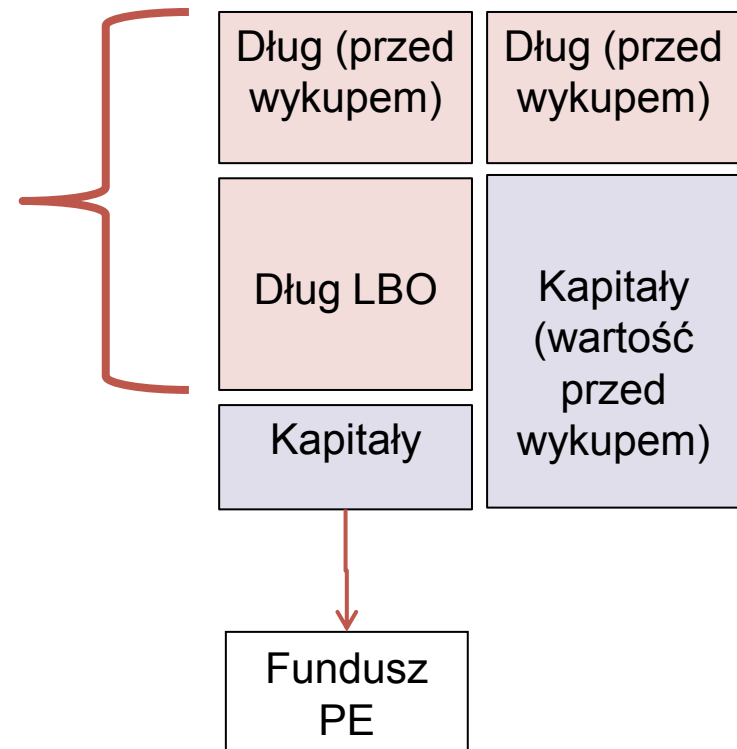 Dług (przed
wykupem)
Dług (przed
wykupem)
Dług LBO
Kapitały
(wartość
przed
wykupem)
Kapitały
Fundusz
PE